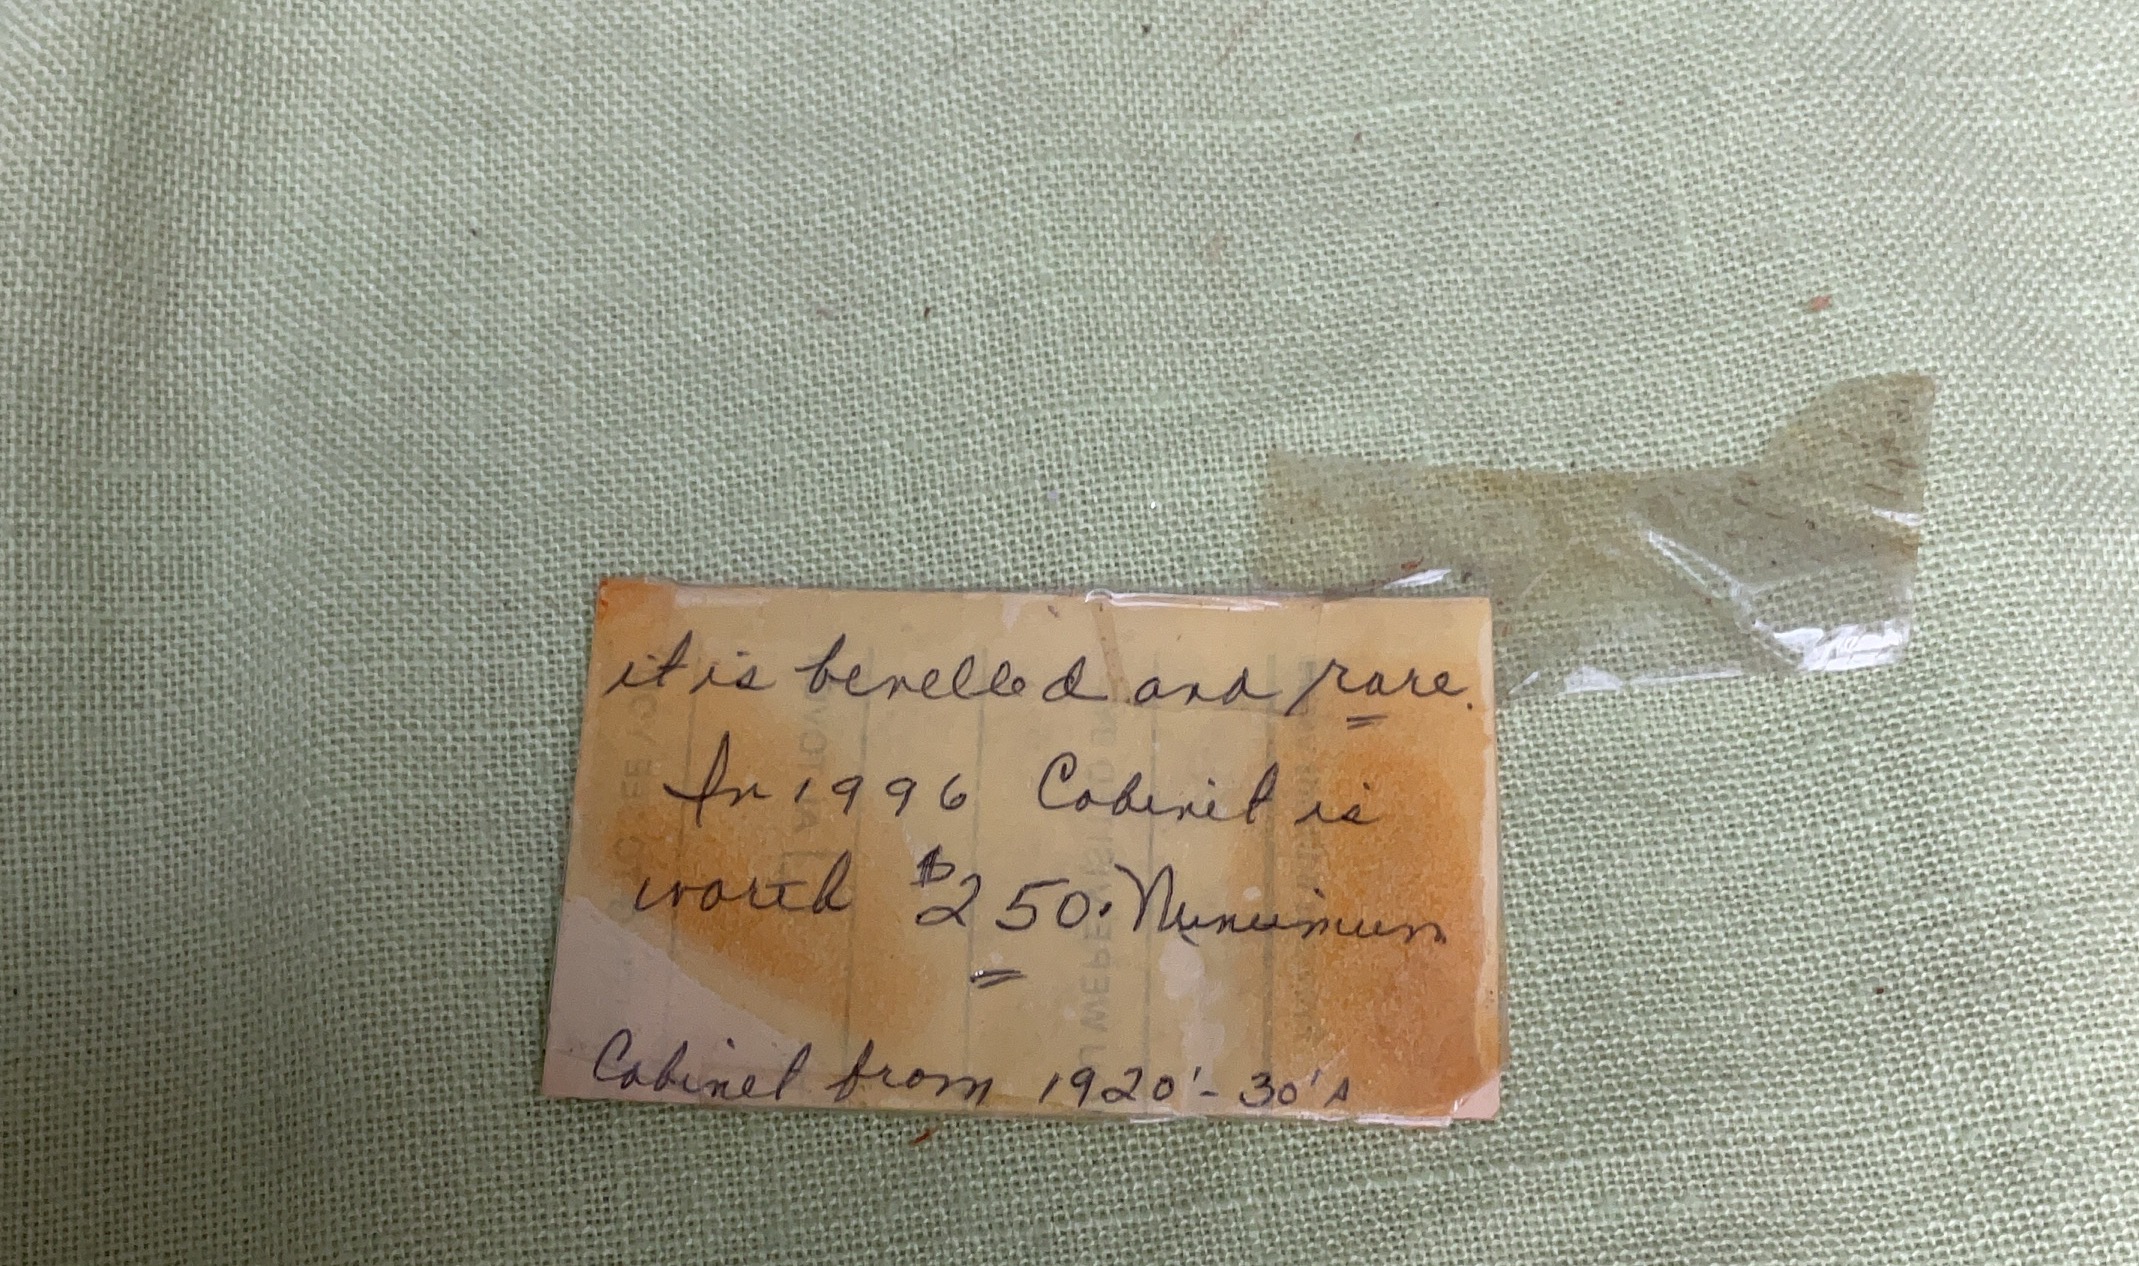 it is bevelled and rare.
In 1996 Cabinet is
worth $250. Minimum
Cabinet from 1920'-30's